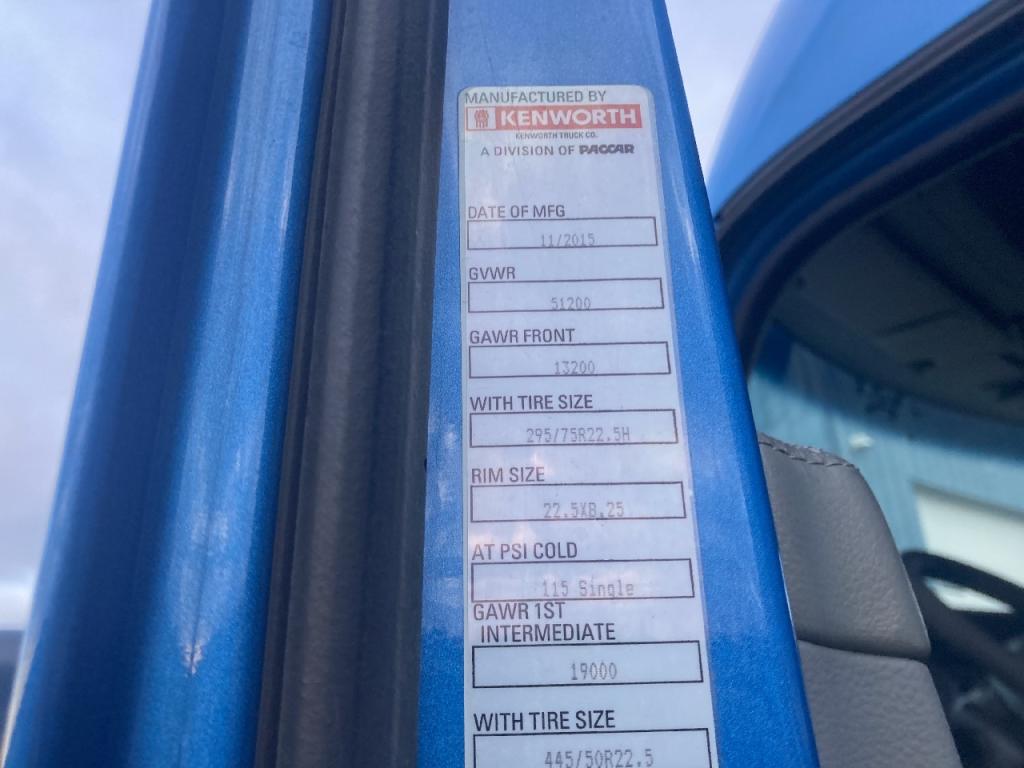 MANUFACTURED BY
KENWORTH
KENWORTH TRUCK CO.
A DIVISION OF PACCAR
DATE OF MFG
11/2015
GVWR
51200
GAWR FRONT
13200
WITH TIRE SIZE
295/75R22.5H
RIM SIZE
22.5X8.25
AT PSI COLD
115 Single
GAWR 1ST
INTERMEDIATE
19000
WITH TIRE SIZE
445/50R22.5